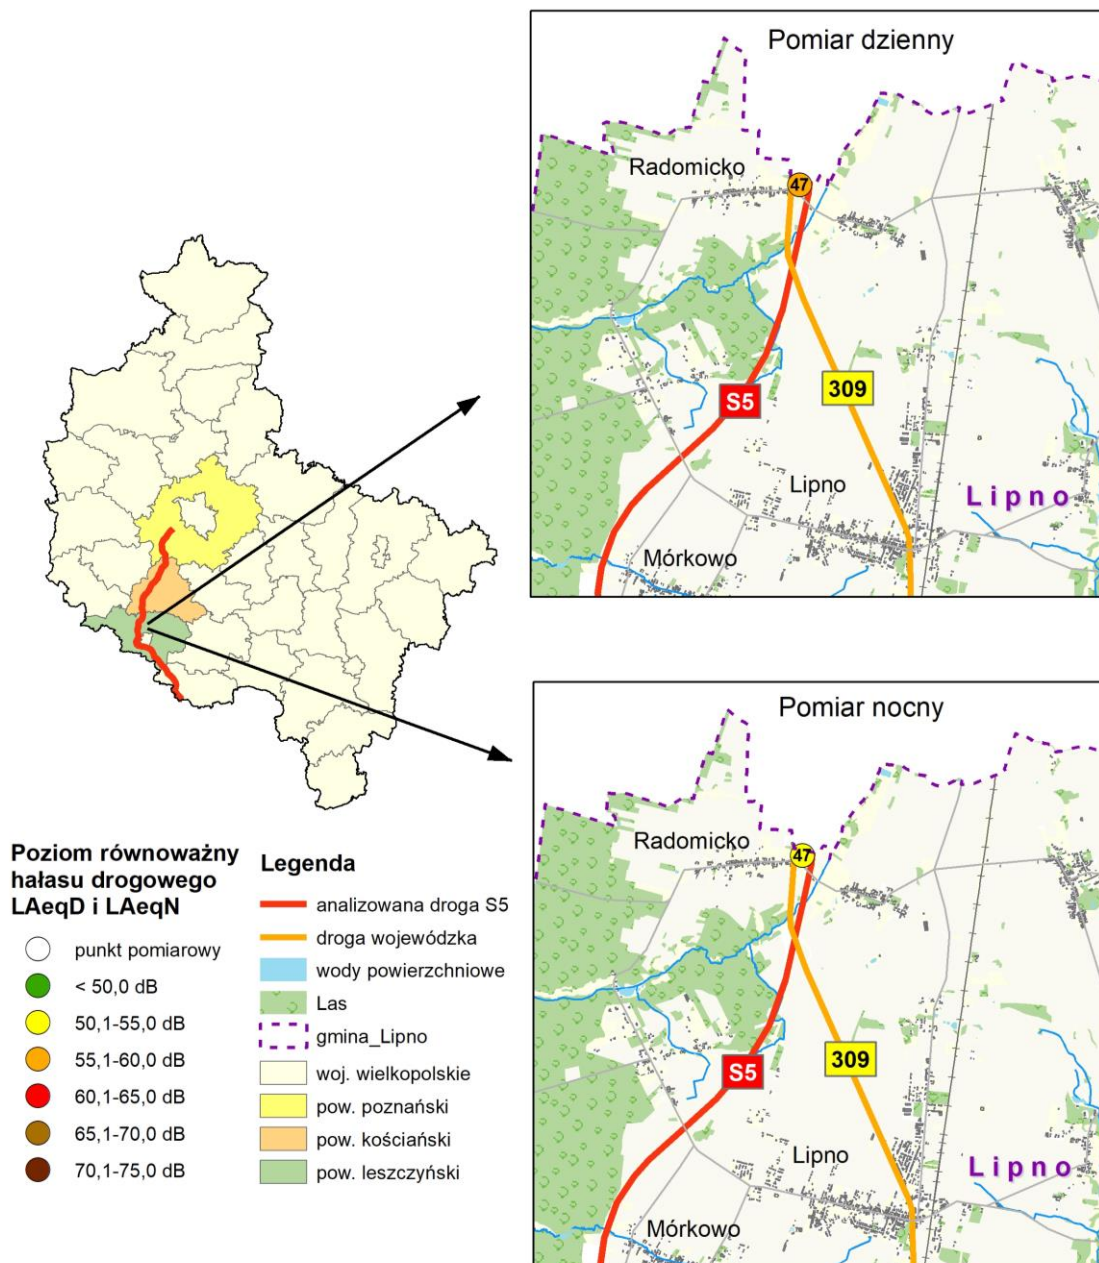 Pomiar dzienny
Radomicko
47
S5
309
Lipno
Lipno
Mórkowo
Pomiar nocny
Radomicko
47
S5
309
Lipno
Lipno
Mórkowo
Poziom równoważny
hałasu drogowego
LAeqD i LAeqN
punkt pomiarowy
< 50,0 dB
50,1-55,0 dB
55,1-60,0 dB
60,1-65,0 dB
65,1-70,0 dB
70,1-75,0 dB
Legenda
analizowana droga S5
droga wojewódzka
wody powierzchniowe
Las
gmina_Lipno
woj. wielkopolskie
pow. poznański
pow. kościański
pow. leszczyński